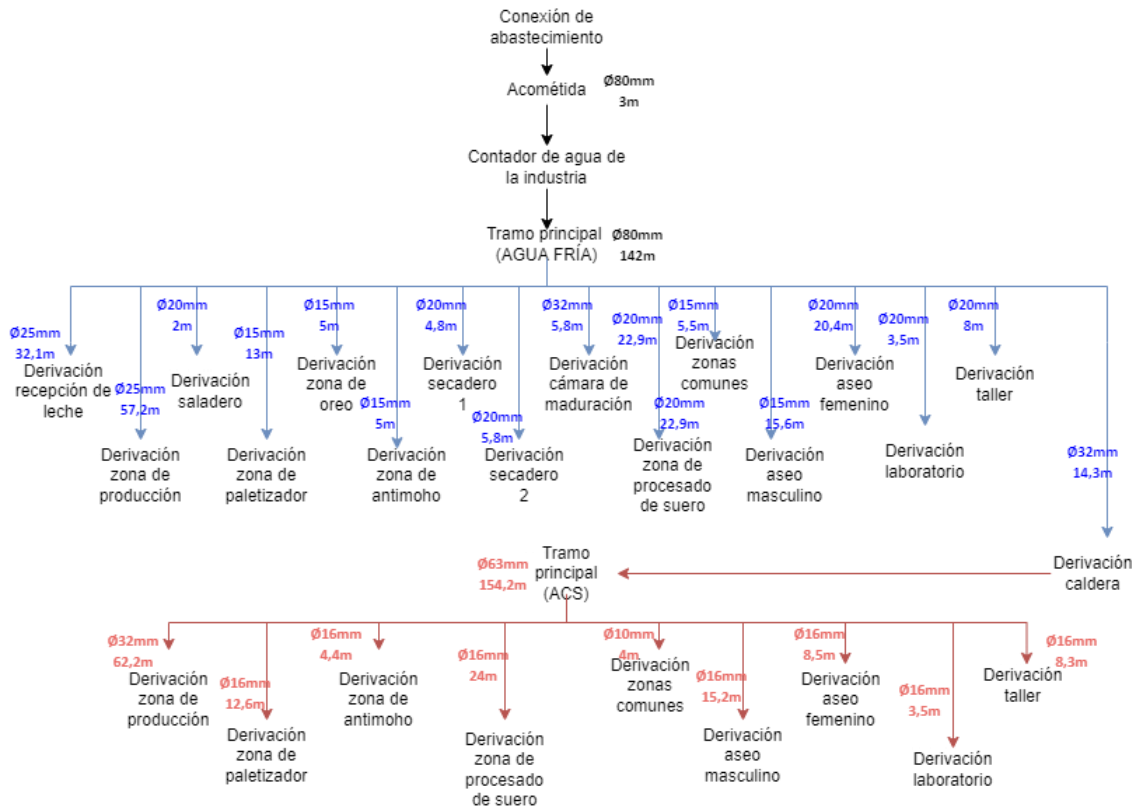 Conexión de
abastecimiento
Acométida
Ø80mm
3m
Contador de agua de
la industria
Tramo principal
(AGUA FRÍA)
Ø80mm
142m
Ø25mm
32,1m
Derivación
recepción de
leche
Ø25mm
57,2m
Derivación
zona de
producción
Ø20mm
2m
Derivación
saladero
Ø15mm
13m
Derivación
zona de
paletizador
Ø15mm
5m
Derivación
zona de
oreo
Ø15mm
5m
Derivación
zona de
antimoho
Ø20mm
4,8m
Derivación
secadero
1
Ø20mm
5,8m
Derivación
secadero
2
Ø32mm
5,8m
Derivación
cámara de
maduración
Ø20mm
22,9m
Ø20mm
22,9m
Derivación
zona de
procesado
de suero
Ø15mm
5,5m
Derivación
zonas
comunes
Ø15mm
15,6m
Derivación
aseo
masculino
Ø20mm
20,4m
Derivación
aseo
femenino
Ø20mm
3,5m
Derivación
laboratorio
Ø20mm
8m
Derivación
taller
Ø32mm
14,3m
Derivación
caldera
Tramo
principal
(ACS)
Ø63mm
154,2m
Ø32mm
62,2m
Derivación
zona de
producción
Ø16mm
12,6m
Derivación
zona de
paletizador
Ø16mm
4,4m
Derivación
zona de
antimoho
Ø16mm
24m
Derivación
zona de
procesado
de suero
Ø10mm
4m
Derivación
zonas
comunes
Ø16mm
15,2m
Derivación
aseo
masculino
Ø16mm
8,5m
Derivación
aseo
femenino
Ø16mm
3,5m
Derivación
laboratorio
Ø16mm
8,3m
Derivación
taller